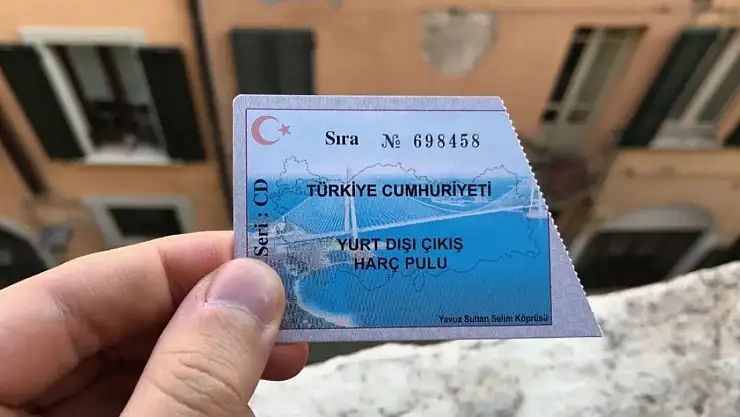 Sıra № 698458
Seri : CD
TÜRKİYE CUMHURİYETİ
YURT DIŞI ÇIKIŞ
HARÇ PULU
Yavuz Sultan Selim Köprüsü